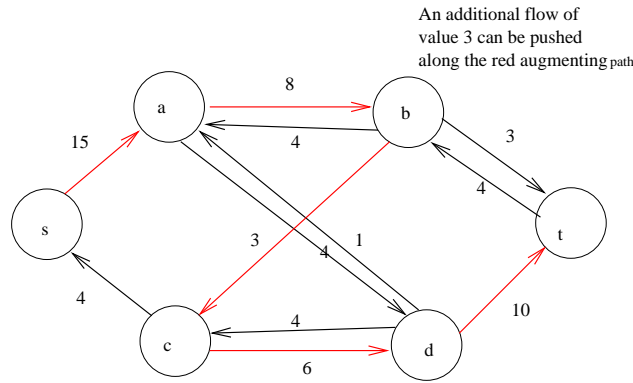 An additional flow of
value 3 can be pushed
along the red augmenting path
8
a
b
15
4
3
4
s
3
4
1
t
4
4
10
c
d
6